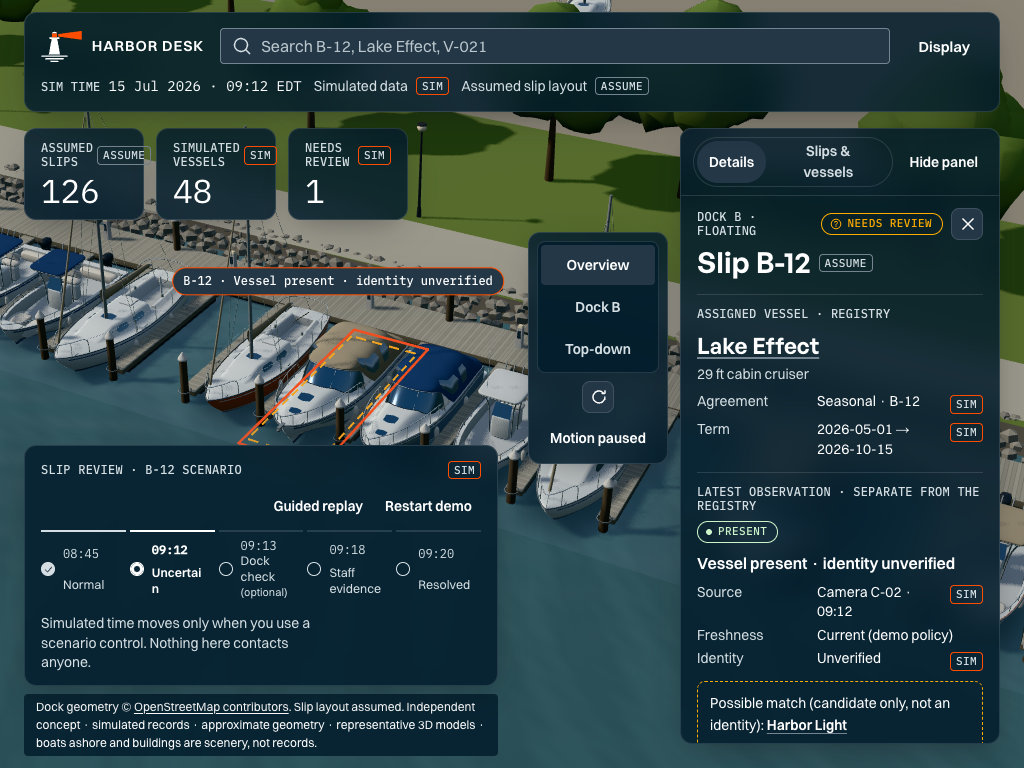 HARBOR DESK
Search B-12, Lake Effect, V-021
Display
SIM TIME 15 Jul 2026 · 09:12 EDT Simulated data SIM Assumed slip layout ASSUME
ASSUMED SLIPS ASSUME
126
SIMULATED VESSELS SIM
48
NEEDS REVIEW SIM
1
B-12 · Vessel present · identity unverified
Overview
Dock B
Top-down
Motion paused
SLIP REVIEW · B-12 SCENARIO SIM
Guided replay Restart demo
08:45
Normal
09:12
Uncertai
n
09:13
Dock
check
(optional)
09:18
Staff
evidence
09:20
Resolved
Simulated time moves only when you use a
scenario control. Nothing here contacts
anyone.
Dock geometry © OpenStreetMap contributors. Slip layout assumed. Independent
concept · simulated records · approximate geometry · representative 3D models ·
boats ashore and buildings are scenery, not records.
Details
Slips &
vessels
Hide panel
DOCK B ·
FLOATING
NEEDS REVIEW
Slip B-12 ASSUME
ASSIGNED VESSEL · REGISTRY
Lake Effect
29 ft cabin cruiser
Agreement Seasonal · B-12 SIM
Term 2026-05-01 → SIM
2026-10-15
LATEST OBSERVATION · SEPARATE FROM THE
REGISTRY
PRESENT
Vessel present · identity unverified
Source Camera C-02 · SIM
09:12
Freshness Current (demo policy)
Identity Unverified SIM
Possible match (candidate only, not an
identity): Harbor Light